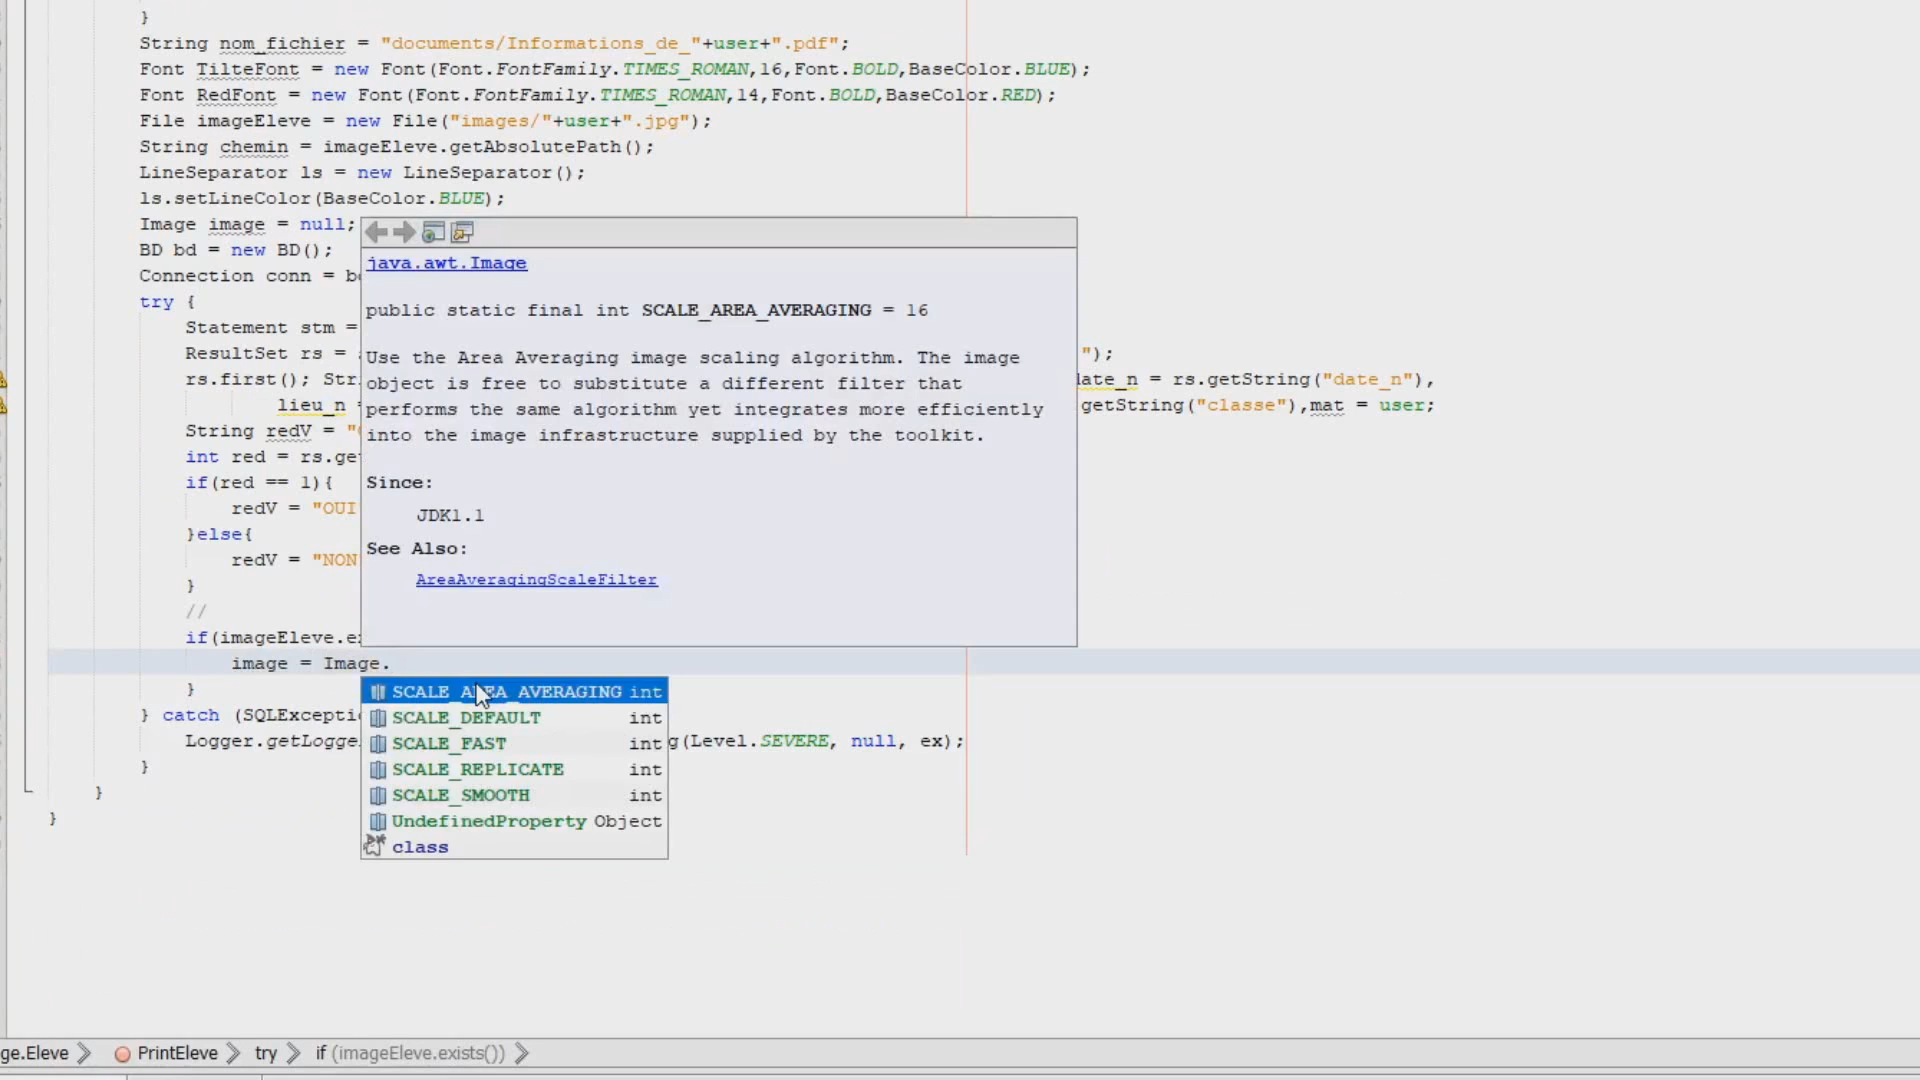 }
String nom_fichier = "documents/Informations_de_"+user+".pdf";
Font TilteFont = new Font(Font.FontFamily.TIMES_ROMAN,16,Font.BOLD,BaseColor.BLUE);
Font RedFont = new Font(Font.FontFamily.TIMES_ROMAN,14,Font.BOLD,BaseColor.RED);
File imageEleve = new File("images/"+user+".jpg");
String chemin = imageEleve.getAbsolutePath();
LineSeparator ls = new LineSeparator();
ls.setLineColor(BaseColor.BLUE);
Image image = null;
BD bd = new BD();
Connection conn = b
try {
Statement stm =
ResultSet rs = ");
rs.first(); Str date_n = rs.getString("date_n"),
lieu_n = getString("classe"),mat = user;
String redV = "
int red = rs.ge
if(red == 1){
redV = "OUI
}else{
redV = "NON
}
//
if(imageEleve.e
image = Image.
}
} catch (SQLExcepti
Logger.getLogge g(Level.SEVERE, null, ex);
}
}
}
java.awt.Image
public static final int SCALE_AREA_AVERAGING = 16
Use the Area Averaging image scaling algorithm. The image
object is free to substitute a different filter that
performs the same algorithm yet integrates more efficiently
into the image infrastructure supplied by the toolkit.
Since:
JDK1.1
See Also:
AreaAveragingScaleFilter
SCALE_AREA_AVERAGING int
SCALE_DEFAULT int
SCALE_FAST int
SCALE_REPLICATE int
SCALE_SMOOTH int
UndefinedProperty Object
class
ge.Eleve PrintEleve try if (imageEleve.exists())